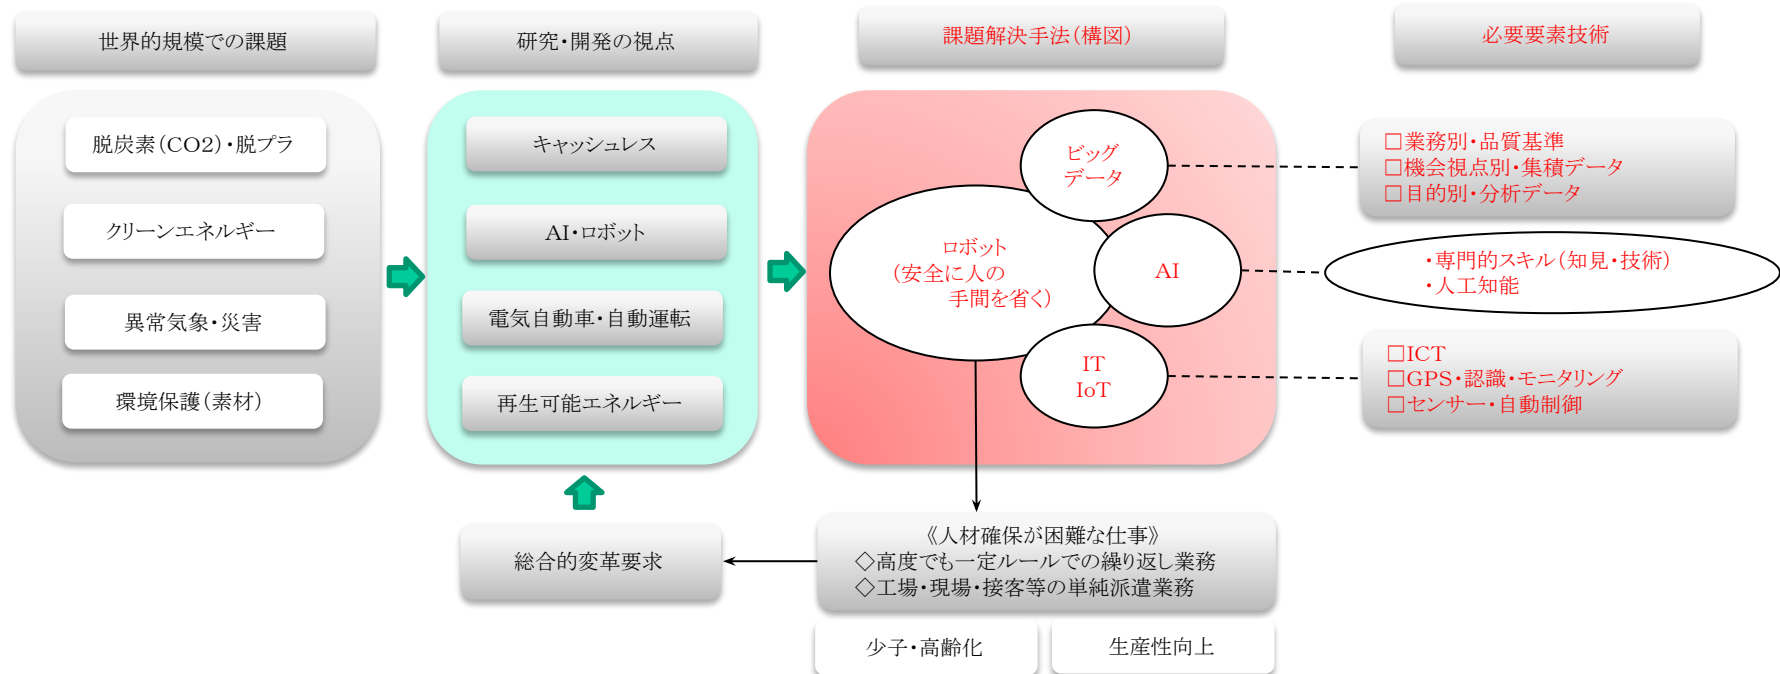 世界的規模での課題
研究・開発の視点
課題解決手法(構図)
必要要素技術
脱炭素(CO2)・脱プラ
クリーンエネルギー
異常気象・災害
環境保護(素材)
キャッシュレス
AI・ロボット
電気自動車・自動運転
再生可能エネルギー
ビッグ
データ
ロボット
(安全に人の
手間を省く)
AI
IT
IoT
□業務別・品質基準
□機会視点別・集積データ
□目的別・分析データ
・専門的スキル(知見・技術)
・人工知能
□ICT
□GPS・認識・モニタリング
□センサー・自動制御
総合的変革要求
《人材確保が困難な仕事》
◇高度でも一定ルールでの繰り返し業務
◇工場・現場・接客等の単純派遣業務
少子・高齢化
生産性向上